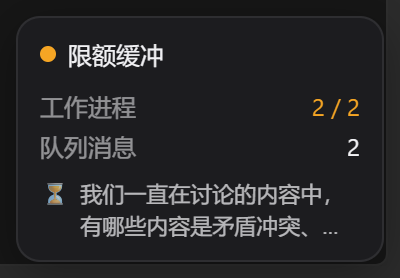 限额缓冲
工作进程 2 / 2
队列消息 2
⏳ 我们一直在讨论的内容中，
有哪些内容是矛盾冲突、...